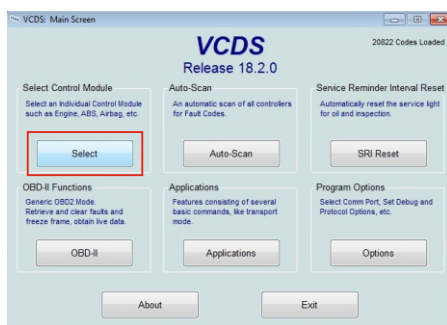 VCDS: Main Screen
VCDS
Release 18.2.0
20822 Codes Loaded
Select Control Module
Select an Individual Control Module
such as Engine, ABS, Airbag, etc.
Select
Auto-Scan
An automatic scan of all controllers
for Fault Codes.
Auto-Scan
Service Reminder Interval Reset
Automatically reset the service light
for oil and inspection.
SRI Reset
OBD-II Functions
Generic OBD2 Mode.
Retrieve and clear faults and
freeze frame, obtain live data.
OBD-II
Applications
Features consisting of several
basic commands, like transport
mode.
Applications
Program Options
Select Comm Port, Set Debug and
Protocol Options, etc.
Options
About
Exit